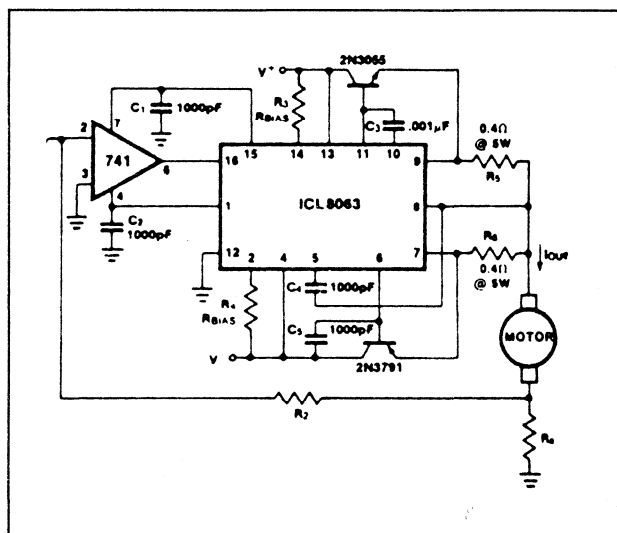 2N3055
V+
C1
1000pF
R3
RBIAS
C3
.001µF
0.4Ω
@ 5W
R5
2
7
741
3
4
6
16
15
14
13
11
10
9
ICL8063
1
8
12
2
4
5
6
7
C2
1000pF
R6
0.4Ω
@ 5W
IOUT
R4
RBIAS
C4
1000pF
C5
1000pF
V
2N3791
MOTOR
R2